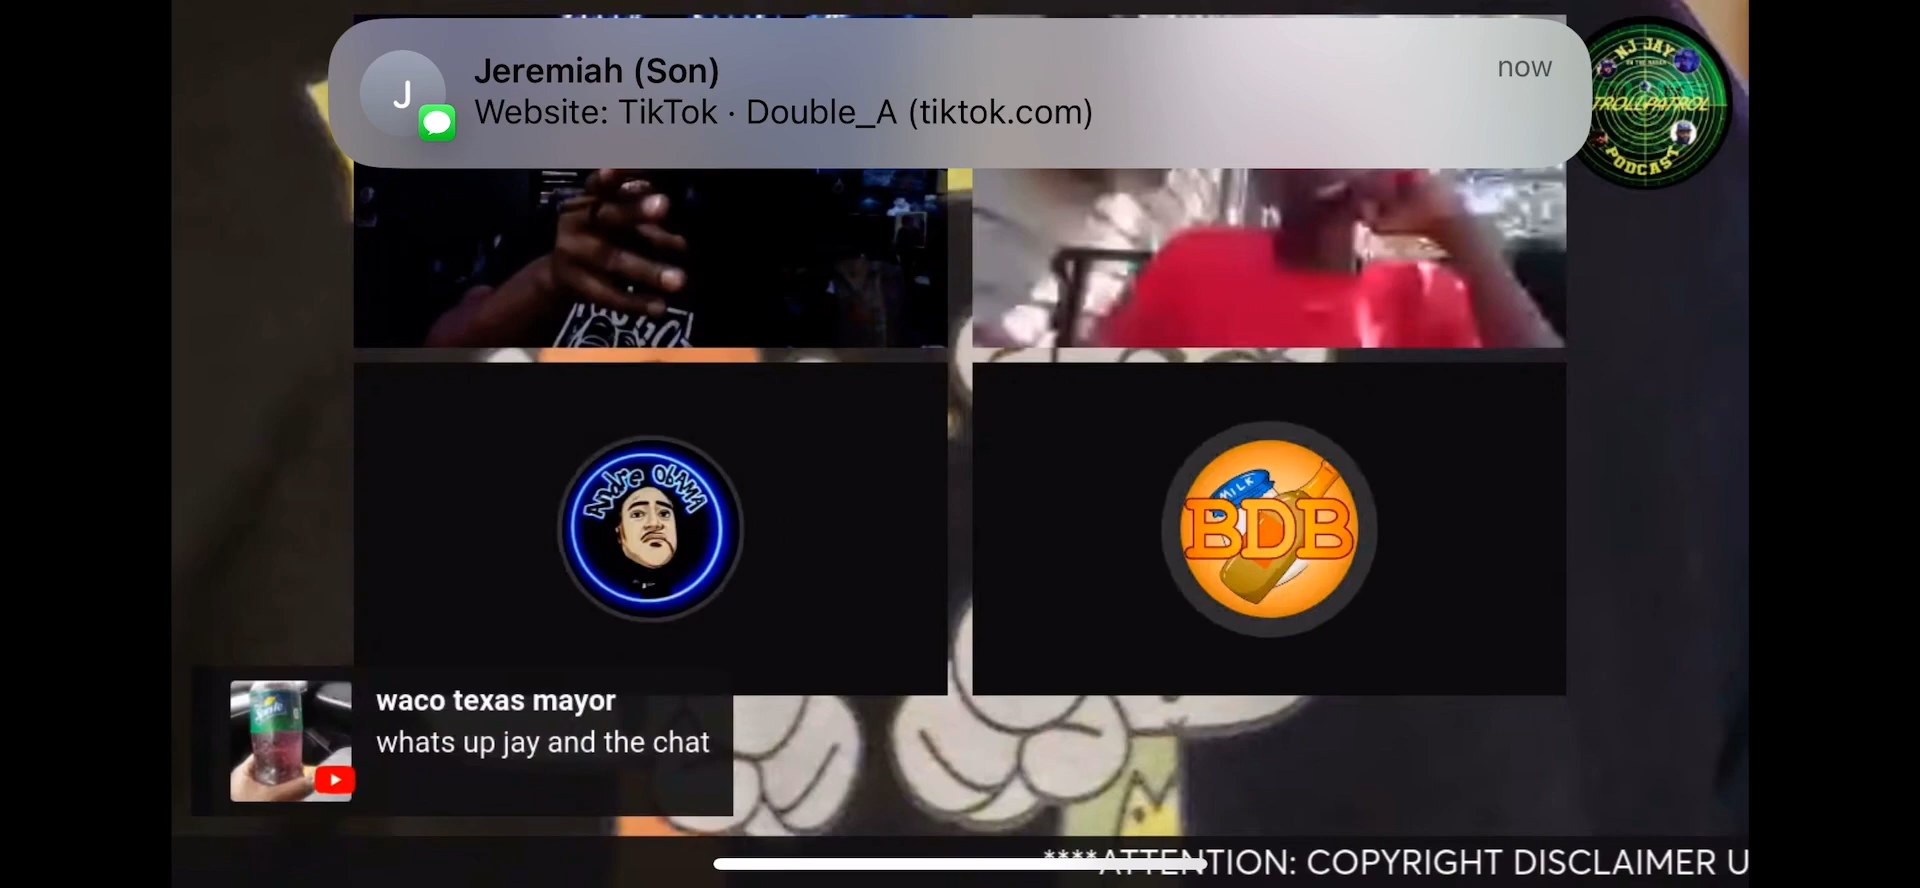 Jeremiah (Son)
now
J
Website: TikTok · Double_A (tiktok.com)
NJ JAY
TROLLPATROL
PODCAST
Andre ObAMA
MILK
BDB
Sprite
waco texas mayor
whats up jay and the chat
****ATTENTION: COPYRIGHT DISCLAIMER U